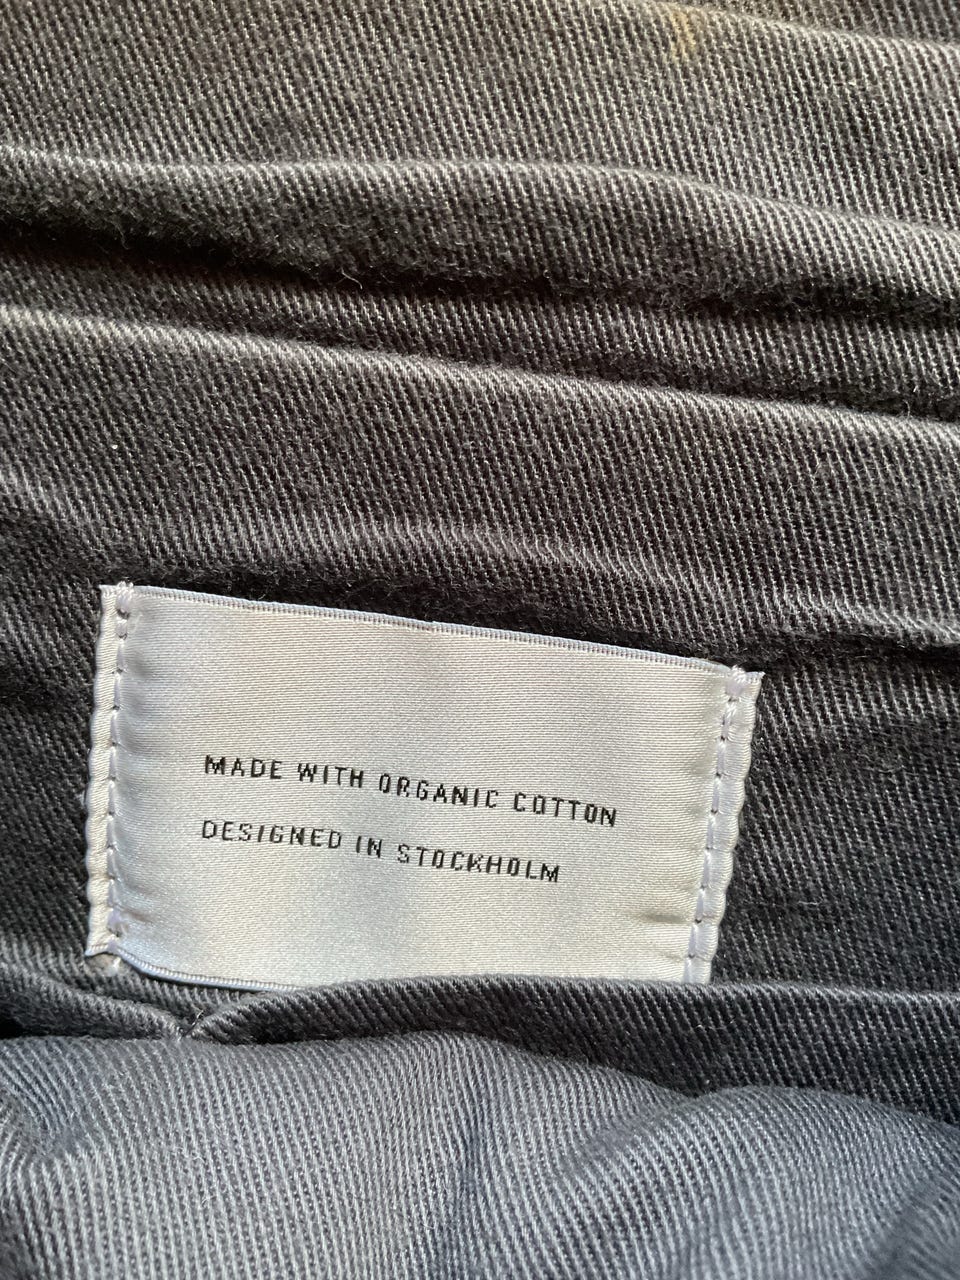 MADE WITH ORGANIC COTTON
DESIGNED IN STOCKHOLM